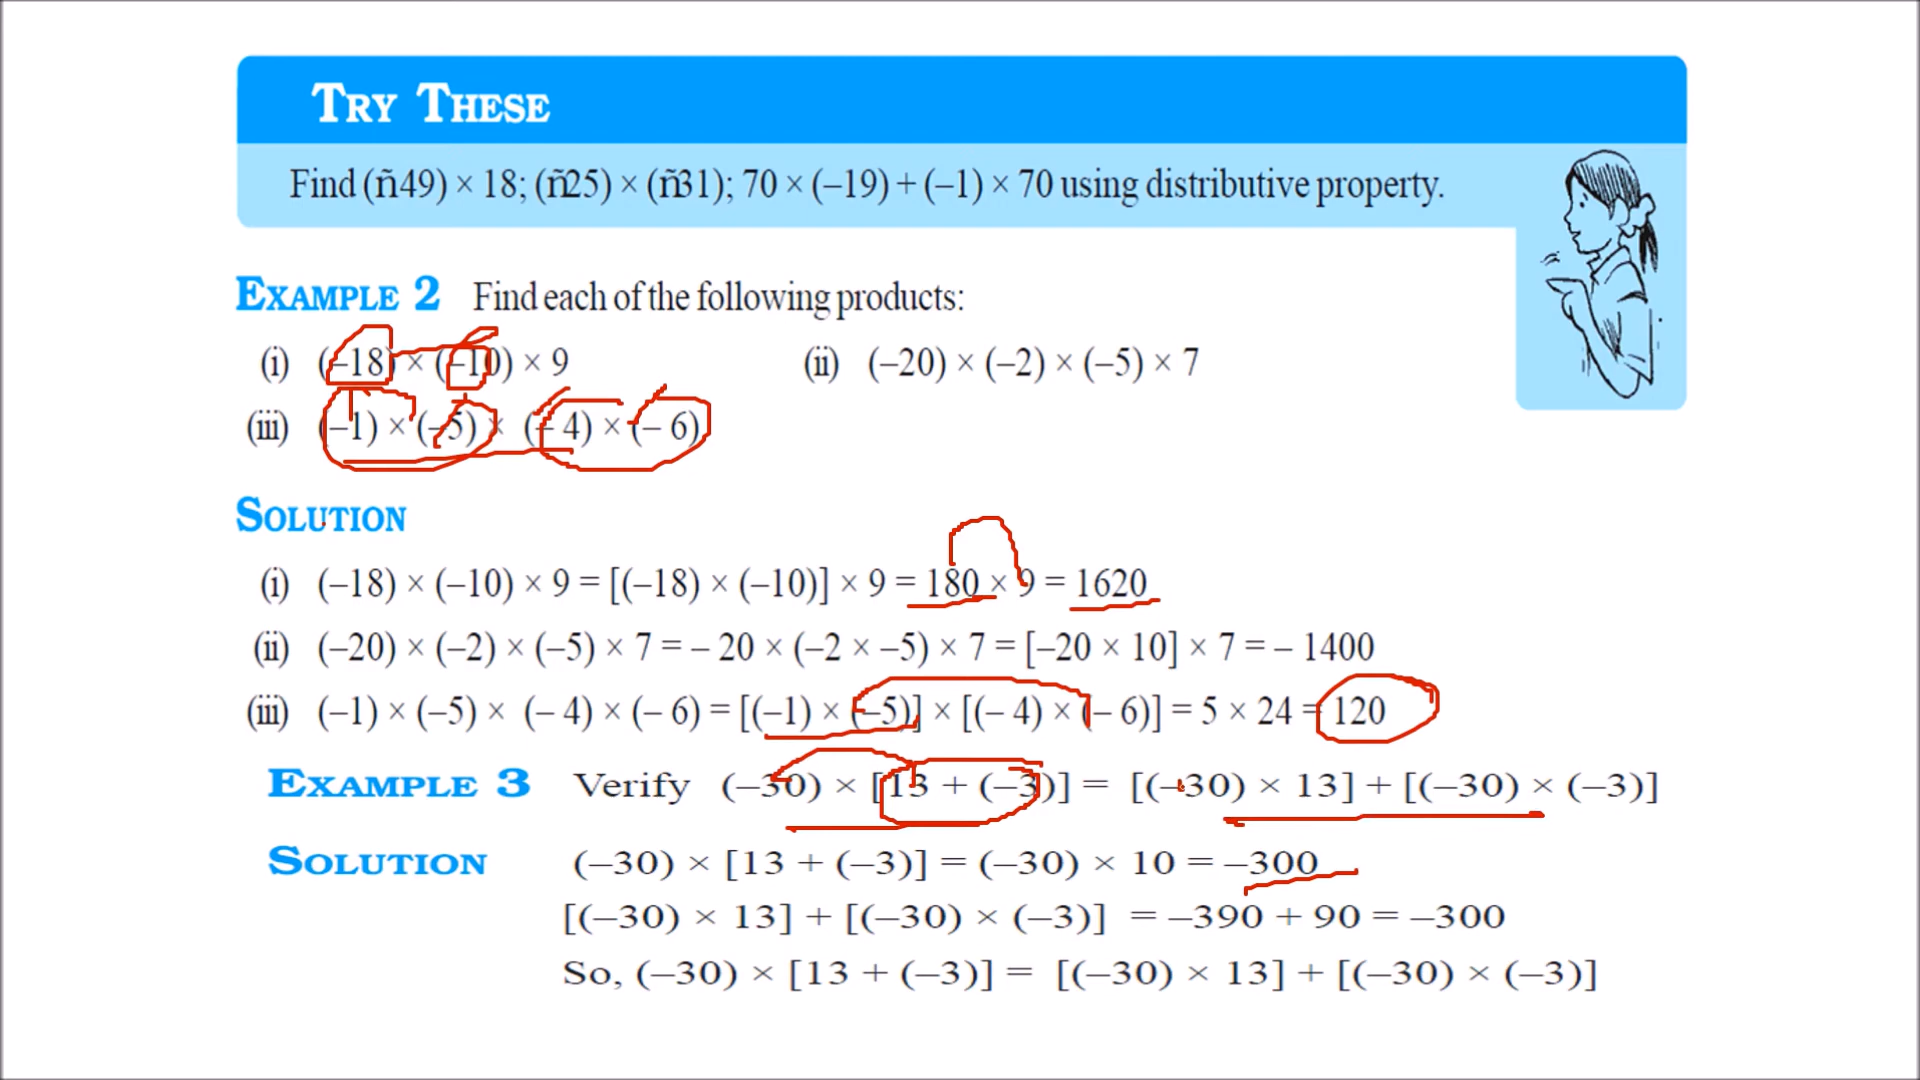 TRY THESE
Find (ñ49) × 18; (ñ25) × (ñ31); 70 × (–19) + (–1) × 70 using distributive property.
EXAMPLE 2 Find each of the following products:
(i) (–18) × (–10) × 9 (ii) (–20) × (–2) × (–5) × 7
(iii) (–1) × (–5) × (– 4) × (– 6)
SOLUTION
(i) (–18) × (–10) × 9 = [(–18) × (–10)] × 9 = 180 × 9 = 1620
(ii) (–20) × (–2) × (–5) × 7 = – 20 × (–2 × –5) × 7 = [–20 × 10] × 7 = – 1400
(iii) (–1) × (–5) × (– 4) × (– 6) = [(–1) × (–5)] × [(– 4) × (– 6)] = 5 × 24 = 120
EXAMPLE 3 Verify (–30) × [13 + (–3)] = [(–30) × 13] + [(–30) × (–3)]
SOLUTION (–30) × [13 + (–3)] = (–30) × 10 = –300
[(–30) × 13] + [(–30) × (–3)] = –390 + 90 = –300
So, (–30) × [13 + (–3)] = [(–30) × 13] + [(–30) × (–3)]